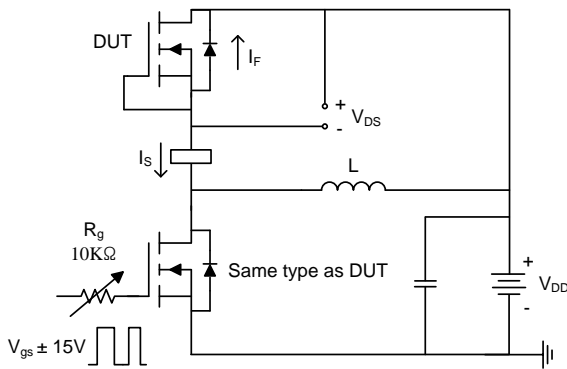 DUT
I_F
+
V_DS
-
I_S
L
R_g
10KΩ
Same type as DUT
+
V_DD
-
V_gs ± 15V